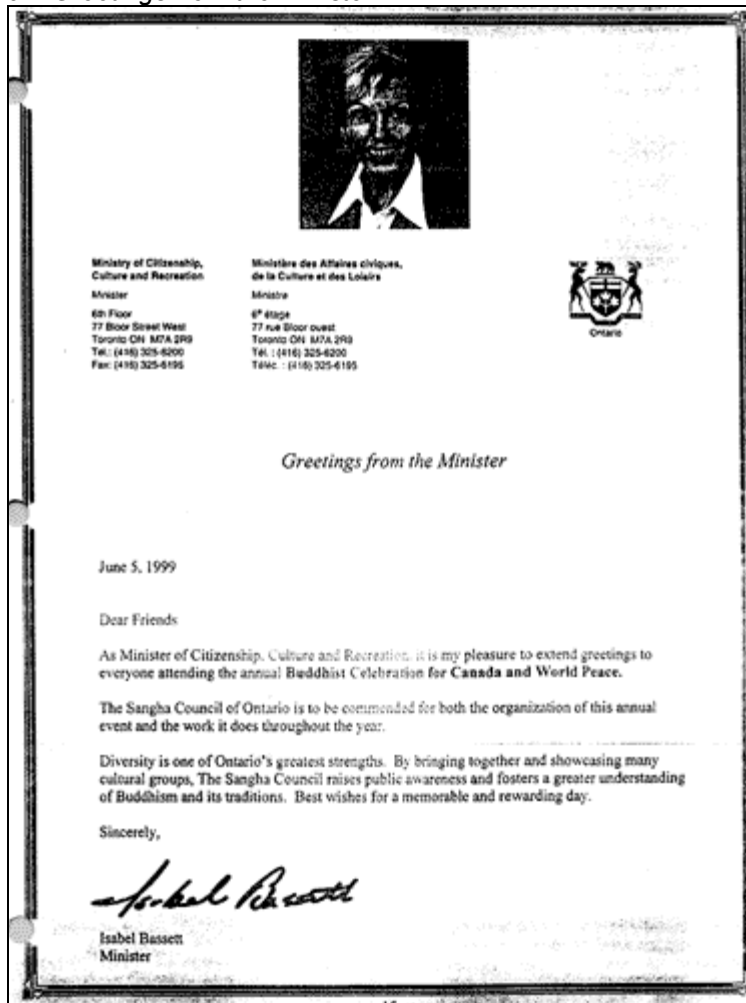 Ministry of Citizenship,
Culture and Recreation
Minister
6th Floor
77 Bloor Street West
Toronto ON M7A 2R9
Tel.: (416) 325-6200
Fax: (416) 325-6195
Ministère des Affaires civiques,
de la Culture et des Loisirs
Ministre
6e étage
77 rue Bloor ouest
Toronto ON M7A 2R9
Tél. : (416) 325-6200
Téléc. : (416) 325-6195
Ontario
Greetings from the Minister
June 5, 1999
Dear Friends
As Minister of Citizenship, Culture and Recreation, it is my pleasure to extend greetings to
everyone attending the annual Buddhist Celebration for Canada and World Peace.
The Sangha Council of Ontario is to be commended for both the organization of this annual
event and the work it does throughout the year.
Diversity is one of Ontario's greatest strengths. By bringing together and showcasing many
cultural groups, The Sangha Council raises public awareness and fosters a greater understanding
of Buddhism and its traditions. Best wishes for a memorable and rewarding day.
Sincerely,
Isabel Bassett
Isabel Bassett
Minister